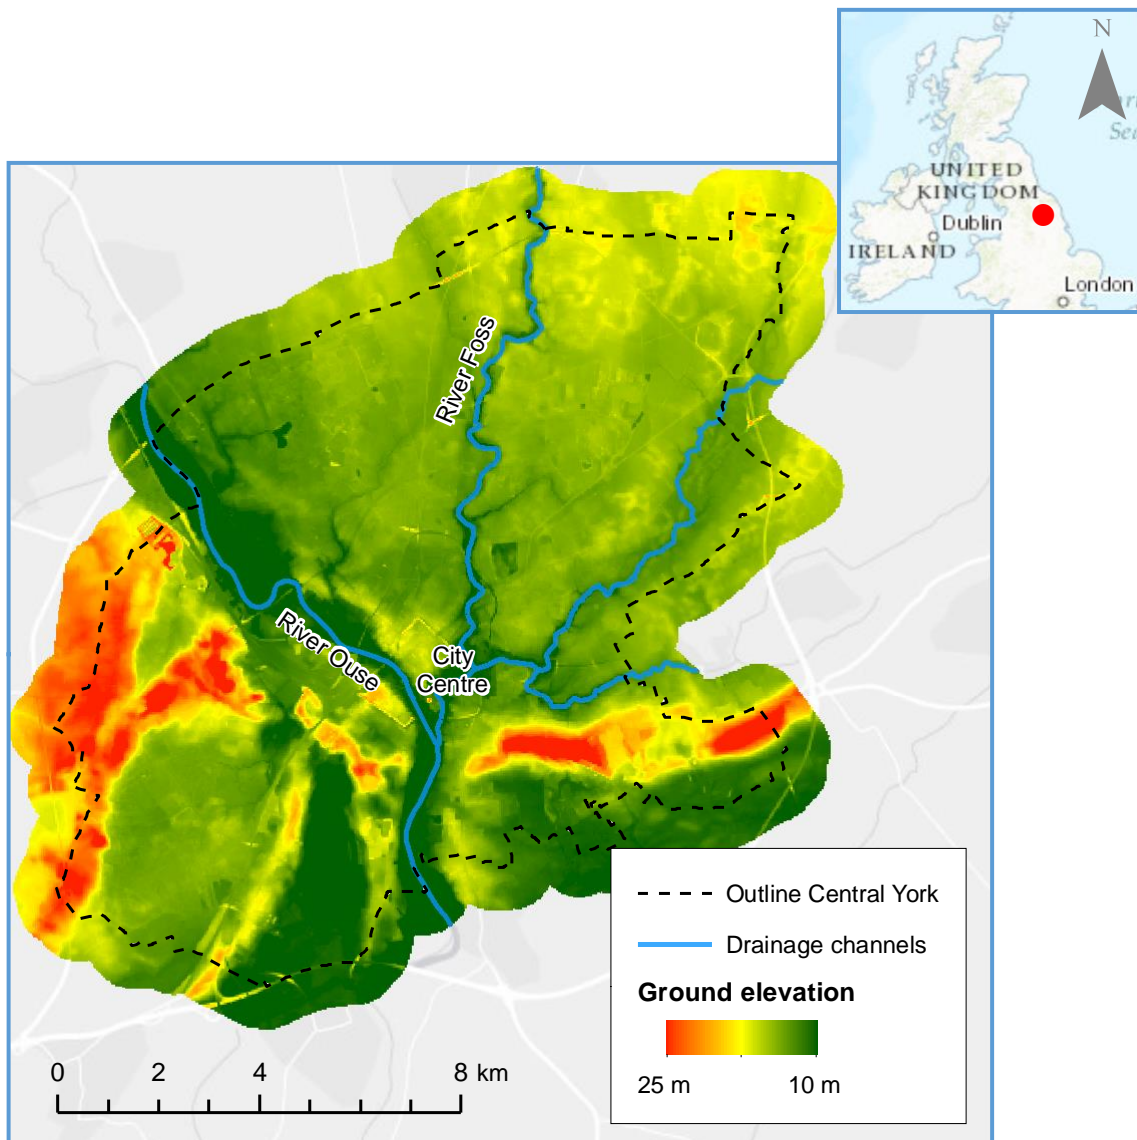 N
UNITED
KINGDOM
Dublin
IRELAND
London
River Foss
River Ouse
City
Centre
Outline Central York
Drainage channels
Ground elevation
25 m
10 m
0 2 4 8 km